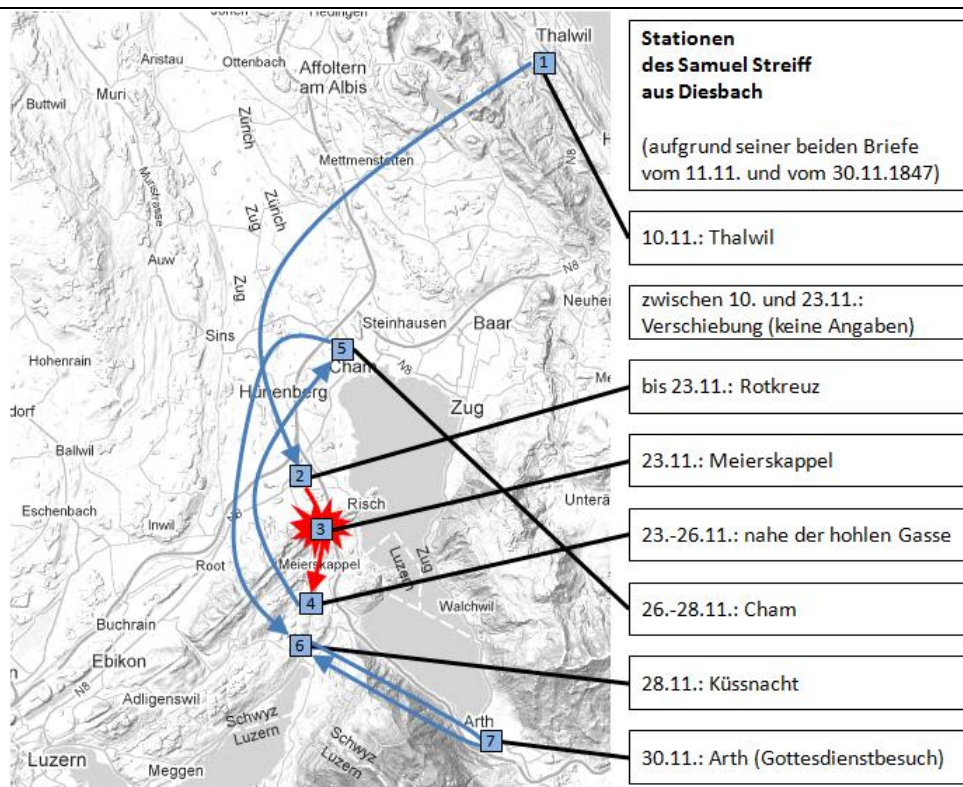 Thalwil
Aristau
Ottenbach
Hedingen
Affoltern
am Albis
Buttwil
Muri
Zürich
Mettmenstetten
N8
Muristrasse
Zürich
Zug
Auw
Zug
N8
Neuhei
Steinhausen
Baar
Sins
Hohenrain
Cham
N8
Hünenberg
Zug
dorf
Ballwil
Risch
Unterä
Eschenbach
Inwil
N8
Root
Meierskappel
Luzern
Zug
Walchwil
Buchrain
Ebikon
N8
Adligenswil
Schwyz
Luzern
Arth
Schwyz
Luzern
Luzern
Meggen
1
2
3
4
5
6
7
Stationen
des Samuel Streiff
aus Diesbach
(aufgrund seiner beiden Briefe
vom 11.11. und vom 30.11.1847)
10.11.: Thalwil
zwischen 10. und 23.11.:
Verschiebung (keine Angaben)
bis 23.11.: Rotkreuz
23.11.: Meierskappel
23.-26.11.: nahe der hohlen Gasse
26.-28.11.: Cham
28.11.: Küssnacht
30.11.: Arth (Gottesdienstbesuch)